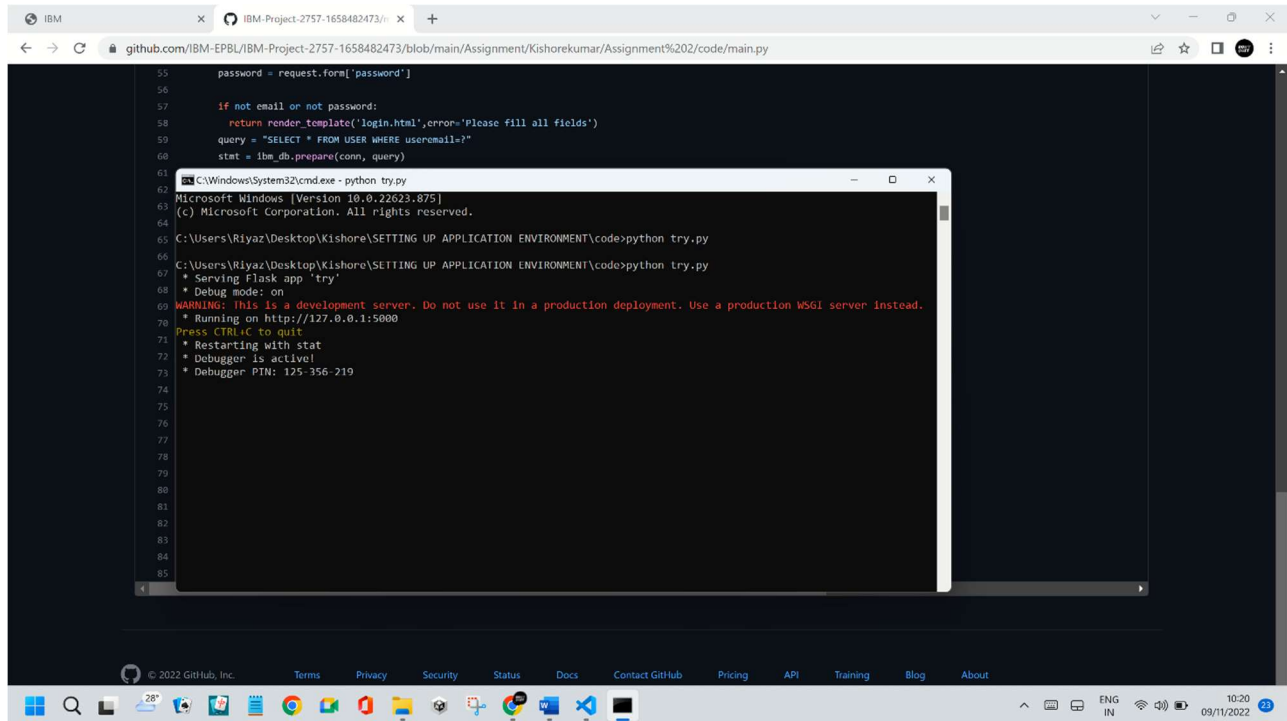 IBM
IBM-Project-2757-1658482473/m
github.com/IBM-EPBL/IBM-Project-2757-1658482473/blob/main/Assignment/Kishorekumar/Assignment%202/code/main.py
55 password = request.form['password']
56
57 if not email or not password:
58 return render_template('login.html',error='Please fill all fields')
59 query = "SELECT * FROM USER WHERE useremail=?"
60 stmt = ibm_db.prepare(conn, query)
61
62
63
64
65
66
67
68
69
70
71
72
73
74
75
76
77
78
79
80
81
82
83
84
85
C:\Windows\System32\cmd.exe - python try.py
Microsoft Windows [Version 10.0.22623.875]
(c) Microsoft Corporation. All rights reserved.
C:\Users\Riyaz\Desktop\Kishore\SETTING UP APPLICATION ENVIRONMENT\code>python try.py
C:\Users\Riyaz\Desktop\Kishore\SETTING UP APPLICATION ENVIRONMENT\code>python try.py
* Serving Flask app 'try'
* Debug mode: on
WARNING: This is a development server. Do not use it in a production deployment. Use a production WSGI server instead.
* Running on http://127.0.0.1:5000
Press CTRL+C to quit
* Restarting with stat
* Debugger is active!
* Debugger PIN: 125-356-219
© 2022 GitHub, Inc. Terms Privacy Security Status Docs Contact GitHub Pricing API Training Blog About
28°
ENG
IN
10:20
09/11/2022
23